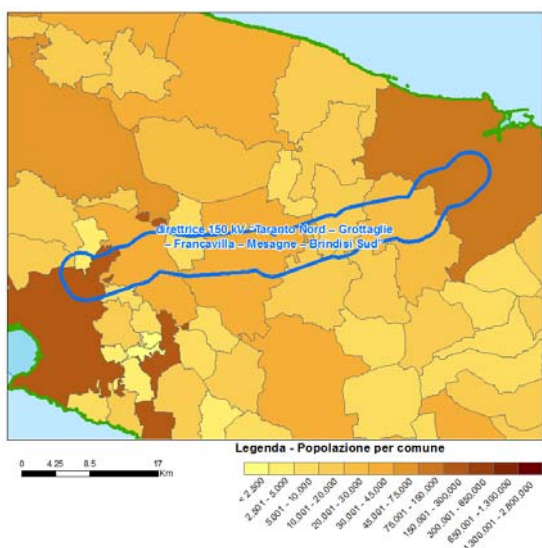 direttrice 150 kV "Taranto Nord – Grottaglie
– Francavilla – Mesagne – Brindisi Sud"
Legenda - Popolazione per comune
0 4.25 8.5 17
Km
< 2.500
2.501 - 5.000
5.001 - 10.000
10.001 - 20.000
20.001 - 30.000
30.001 - 45.000
45.001 - 75.000
75.001 - 150.000
150.001 - 300.000
300.001 - 650.000
650.001 - 1.300.000
1.300.001 - 2.800.000